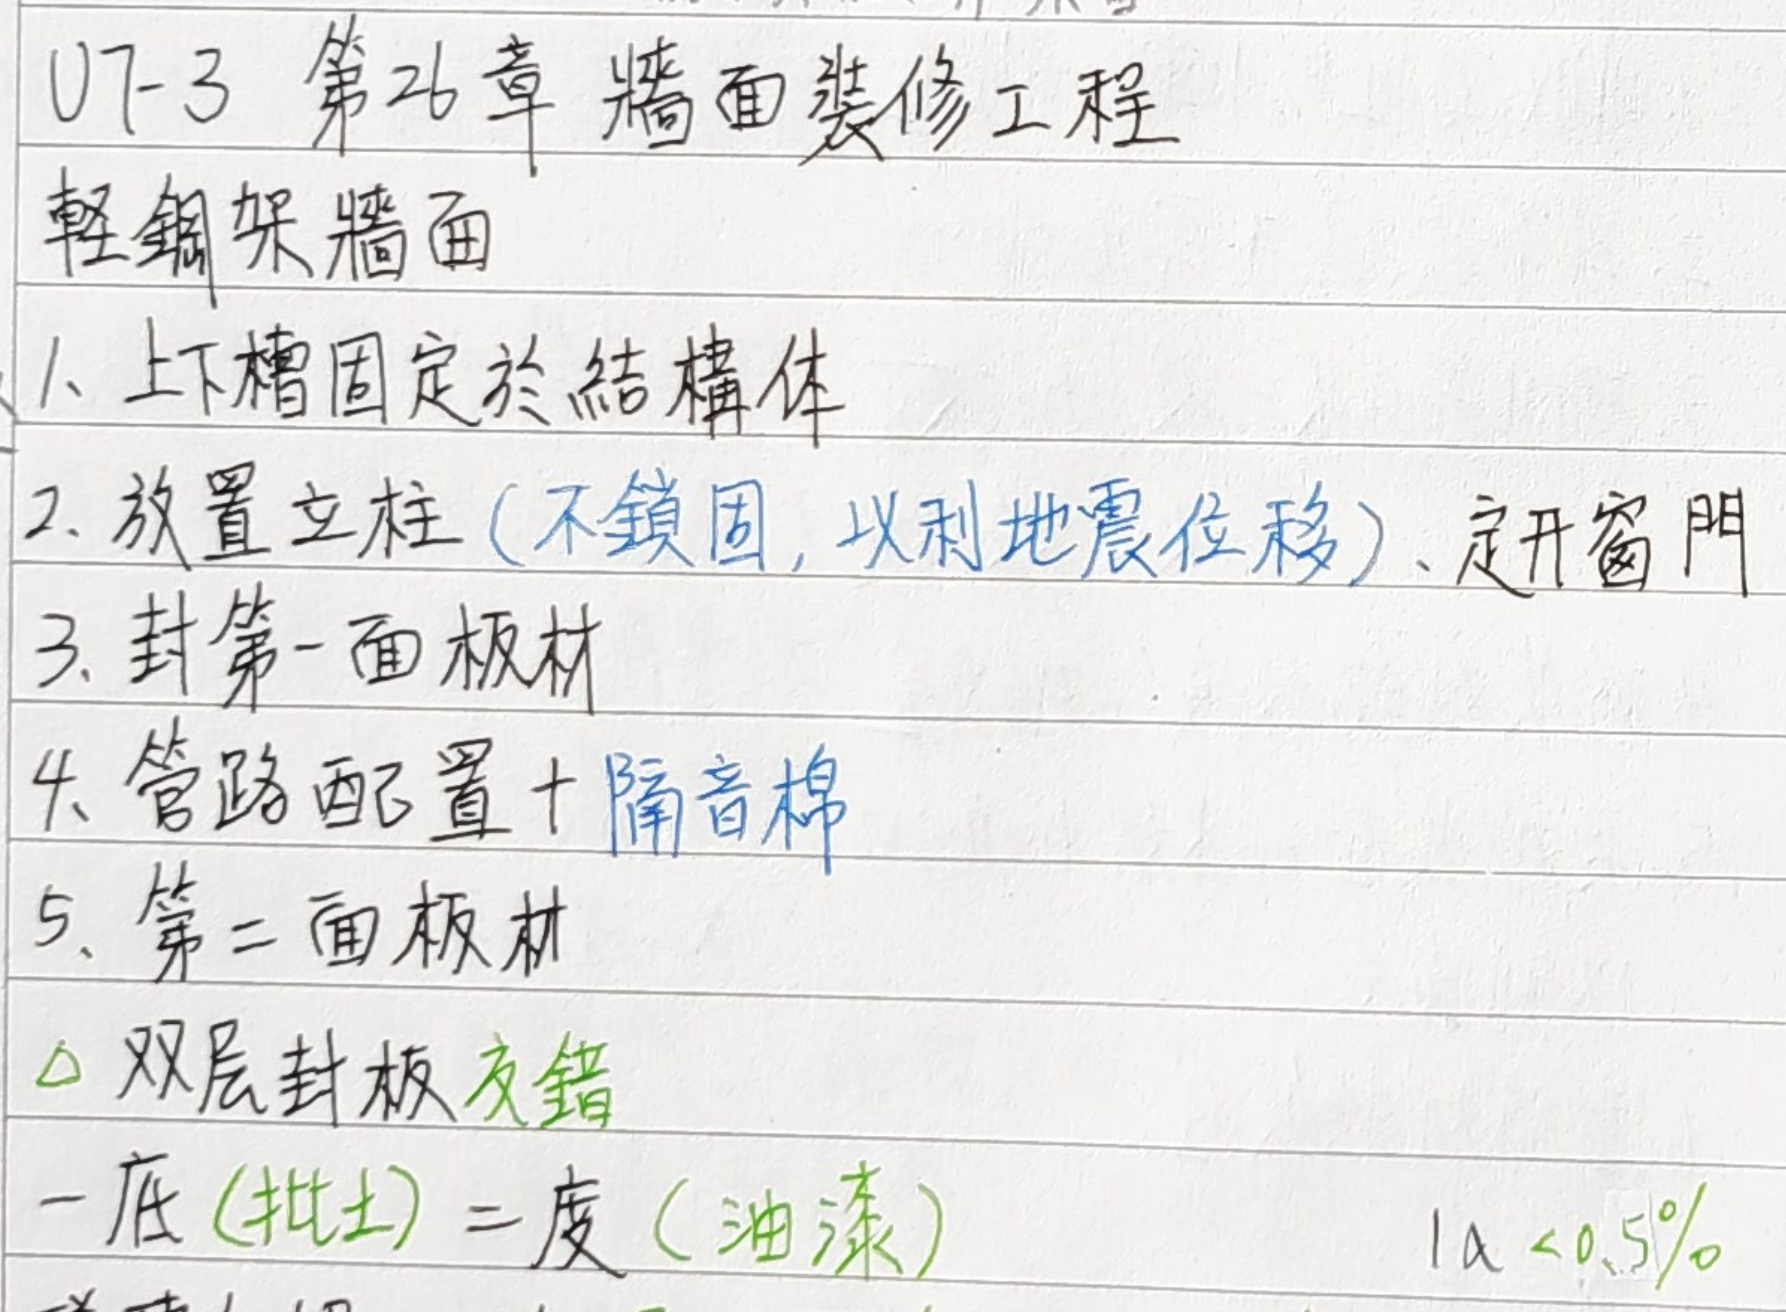 U7-3 第26章 牆面裝修工程
軽鋼架牆面
1、上下槽固定於結構体
2、放置立柱(不鎖固,以利地震位移)、定开窗門
3、封第一面板材
4、管路配置+隔音棉
5、第二面板材
△ 双层封板交錯
一底(批土)二度(油漆) 1a <0.5%